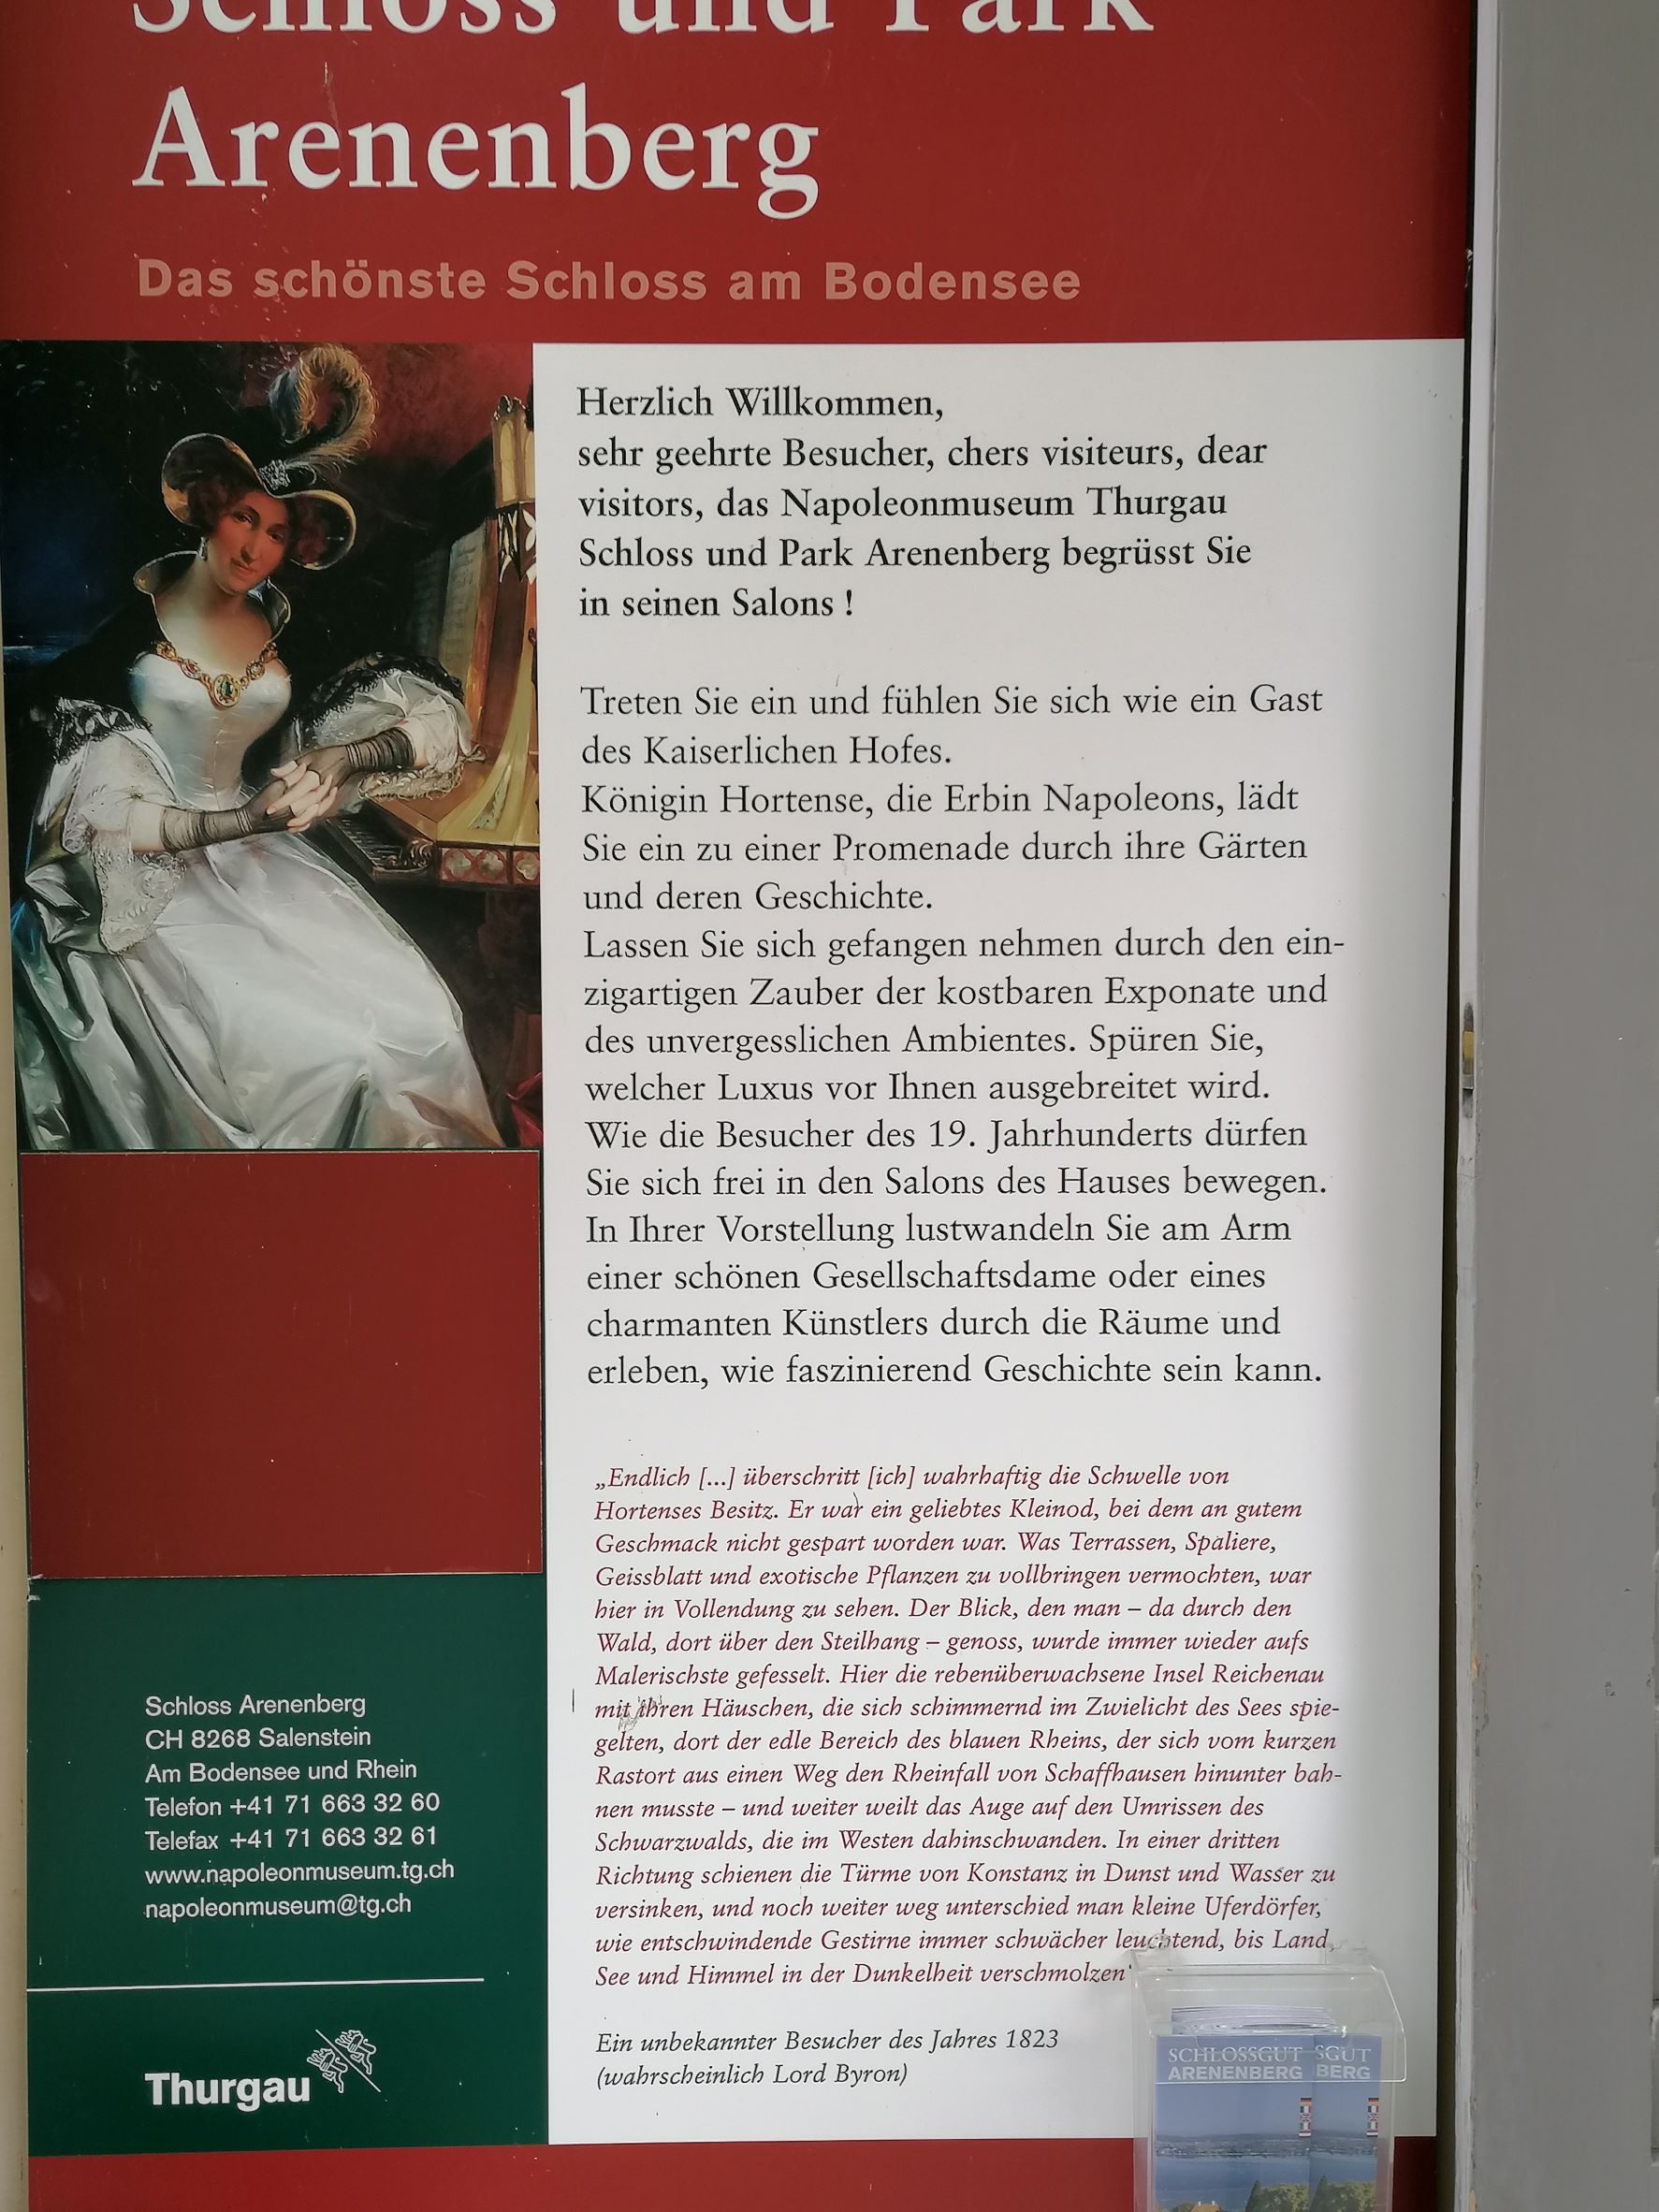 Schloss und Park
Arenenberg
Das schönste Schloss am Bodensee
Herzlich Willkommen,
sehr geehrte Besucher, chers visiteurs, dear
visitors, das Napoleonmuseum Thurgau
Schloss und Park Arenenberg begrüsst Sie
in seinen Salons !
Treten Sie ein und fühlen Sie sich wie ein Gast
des Kaiserlichen Hofes.
Königin Hortense, die Erbin Napoleons, lädt
Sie ein zu einer Promenade durch ihre Gärten
und deren Geschichte.
Lassen Sie sich gefangen nehmen durch den ein-
zigartigen Zauber der kostbaren Exponate und
des unvergesslichen Ambientes. Spüren Sie,
welcher Luxus vor Ihnen ausgebreitet wird.
Wie die Besucher des 19. Jahrhunderts dürfen
Sie sich frei in den Salons des Hauses bewegen.
In Ihrer Vorstellung lustwandeln Sie am Arm
einer schönen Gesellschaftsdame oder eines
charmanten Künstlers durch die Räume und
erleben, wie faszinierend Geschichte sein kann.
„Endlich [...] überschritt [ich] wahrhaftig die Schwelle von
Hortenses Besitz. Er war ein geliebtes Kleinod, bei dem an gutem
Geschmack nicht gespart worden war. Was Terrassen, Spaliere,
Geissblatt und exotische Pflanzen zu vollbringen vermochten, war
hier in Vollendung zu sehen. Der Blick, den man – da durch den
Wald, dort über den Steilhang – genoss, wurde immer wieder aufs
Malerischste gefesselt. Hier die rebenüberwachsene Insel Reichenau
mit ihren Häuschen, die sich schimmernd im Zwielicht des Sees spie-
gelten, dort der edle Bereich des blauen Rheins, der sich vom kurzen
Rastort aus einen Weg den Rheinfall von Schaffhausen hinunter bah-
nen musste – und weiter weilt das Auge auf den Umrissen des
Schwarzwalds, die im Westen dahinschwanden. In einer dritten
Richtung schienen die Türme von Konstanz in Dunst und Wasser zu
versinken, und noch weiter weg unterschied man kleine Uferdörfer,
wie entschwindende Gestirne immer schwächer leuchtend, bis Land,
See und Himmel in der Dunkelheit verschmolzen"
Ein unbekannter Besucher des Jahres 1823
(wahrscheinlich Lord Byron)
Schloss Arenenberg
CH 8268 Salenstein
Am Bodensee und Rhein
Telefon +41 71 663 32 60
Telefax +41 71 663 32 61
www.napoleonmuseum.tg.ch
napoleonmuseum@tg.ch
Thurgau
SCHLOSSGUT SGUT
ARENENBERG BERG